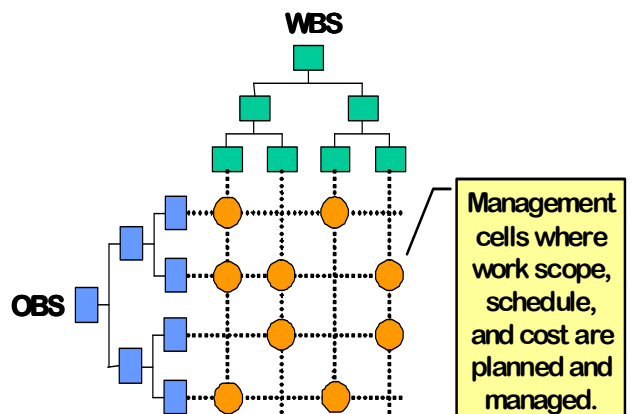 WBS
OBS
Management
cells where
work scope,
schedule,
and cost are
planned and
managed.